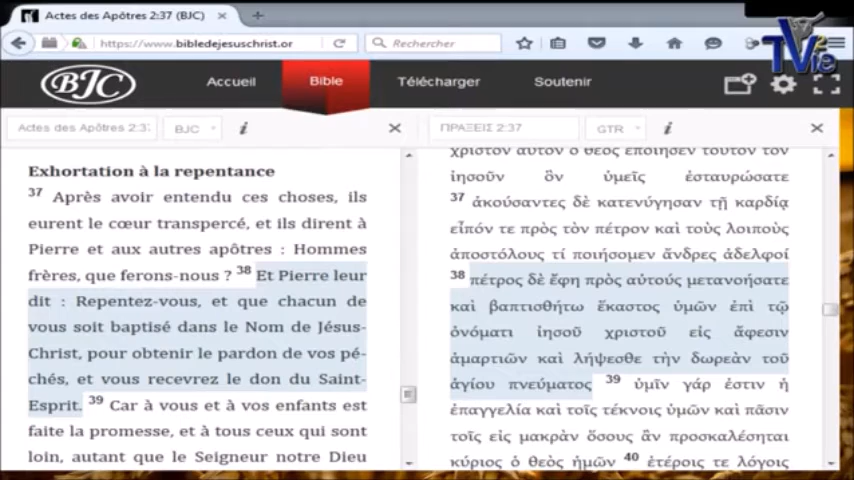 Actes des Apôtres 2:37 (BJC)
https://www.bibledejesuschrist.or
Rechercher
TV2Vie
BJC
Accueil
Bible
Télécharger
Soutenir
Actes des Apôtres 2:37
BJC
ΠΡΑΞΕΙΣ 2:37
GTR
Exhortation à la repentance
37 Après avoir entendu ces choses, ils
eurent le cœur transpercé, et ils dirent à
Pierre et aux autres apôtres : Hommes
frères, que ferons-nous ? 38 Et Pierre leur
dit : Repentez-vous, et que chacun de
vous soit baptisé dans le Nom de Jésus-
Christ, pour obtenir le pardon de vos pé-
chés, et vous recevrez le don du Saint-
Esprit. 39 Car à vous et à vos enfants est
faite la promesse, et à tous ceux qui sont
loin, autant que le Seigneur notre Dieu
χριστὸν αὐτὸν ὁ θεὸς ἐποίησεν τοῦτον τὸν
ἰησοῦν ὃν ὑμεῖς ἐσταυρώσατε
37 ἀκούσαντες δὲ κατενύγησαν τῇ καρδίᾳ
εἶπόν τε πρὸς τὸν πέτρον καὶ τοὺς λοιποὺς
ἀποστόλους τί ποιήσομεν ἄνδρες ἀδελφοί
38 πέτρος δὲ ἔφη πρὸς αὐτούς μετανοήσατε
καὶ βαπτισθήτω ἕκαστος ὑμῶν ἐπὶ τῷ
ὀνόματι ἰησοῦ χριστοῦ εἰς ἄφεσιν
ἁμαρτιῶν καὶ λήψεσθε τὴν δωρεὰν τοῦ
ἁγίου πνεύματος 39 ὑμῖν γάρ ἐστιν ἡ
ἐπαγγελία καὶ τοῖς τέκνοις ὑμῶν καὶ πᾶσιν
τοῖς εἰς μακρὰν ὅσους ἂν προσκαλέσηται
κύριος ὁ θεὸς ἡμῶν 40 ἑτέροις τε λόγοις